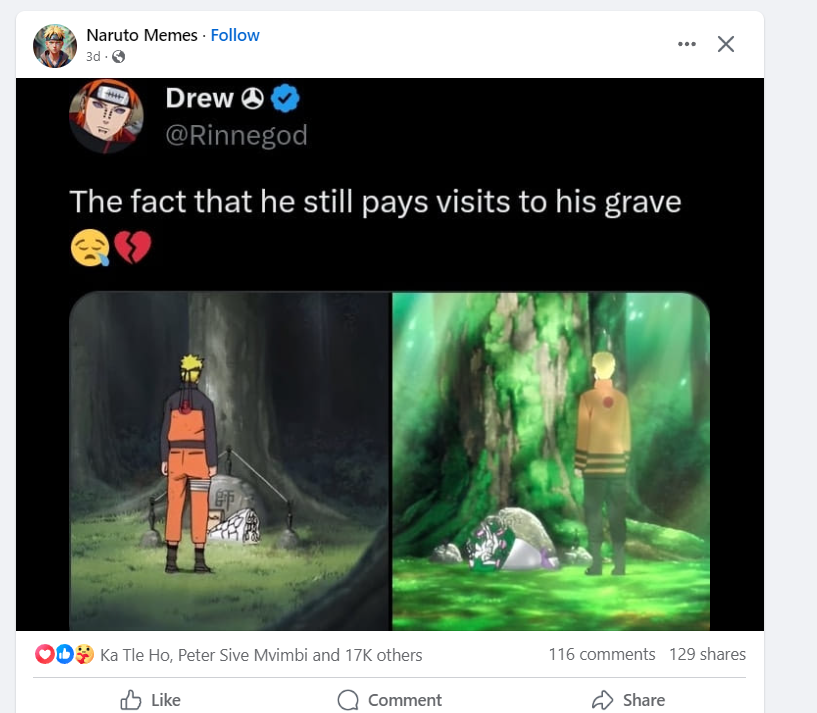 Naruto Memes · Follow
3d ·
Drew
@Rinnegod
The fact that he still pays visits to his grave
😪💔
師
Ka Tle Ho, Peter Sive Mvimbi and 17K others
116 comments 129 shares
Like Comment Share